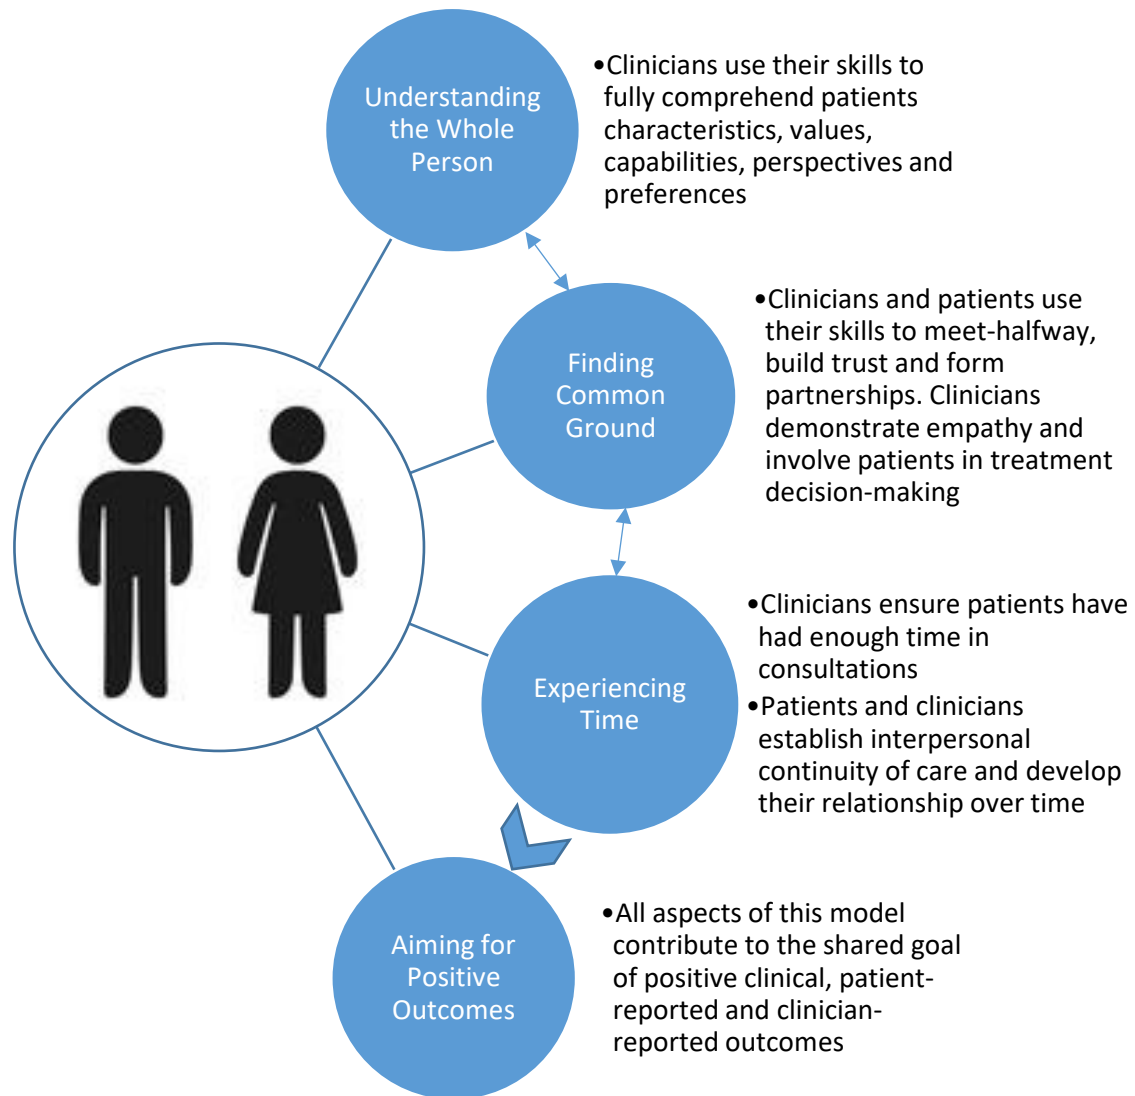 Understanding
the Whole
Person
•Clinicians use their skills to
fully comprehend patients
characteristics, values,
capabilities, perspectives and
preferences
Finding
Common
Ground
•Clinicians and patients use
their skills to meet-halfway,
build trust and form
partnerships. Clinicians
demonstrate empathy and
involve patients in treatment
decision-making
Experiencing
Time
•Clinicians ensure patients have
had enough time in
consultations
•Patients and clinicians
establish interpersonal
continuity of care and develop
their relationship over time
Aiming for
Positive
Outcomes
•All aspects of this model
contribute to the shared goal
of positive clinical, patient-
reported and clinician-
reported outcomes